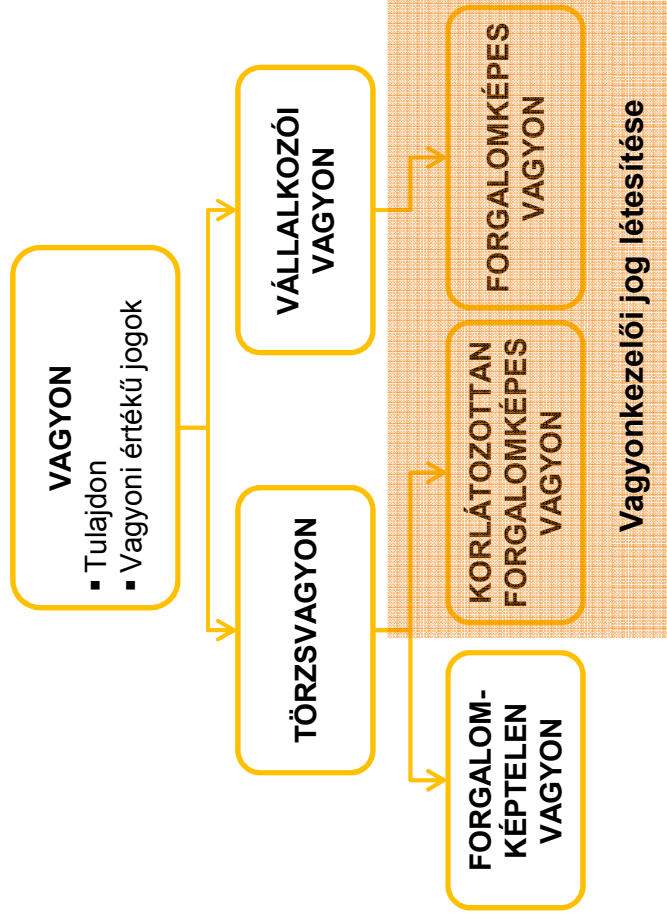 VAGYON
▪ Tulajdon
▪ Vagyoni értékű jogok
TÖRZSVAGYON
VÁLLALKOZÓI
VAGYON
FORGALOM-
KÉPTELEN
VAGYON
KORLÁTOZOTTAN
FORGALOMKÉPES
VAGYON
FORGALOMKÉPES
VAGYON
Vagyonkezelői jog létesítése